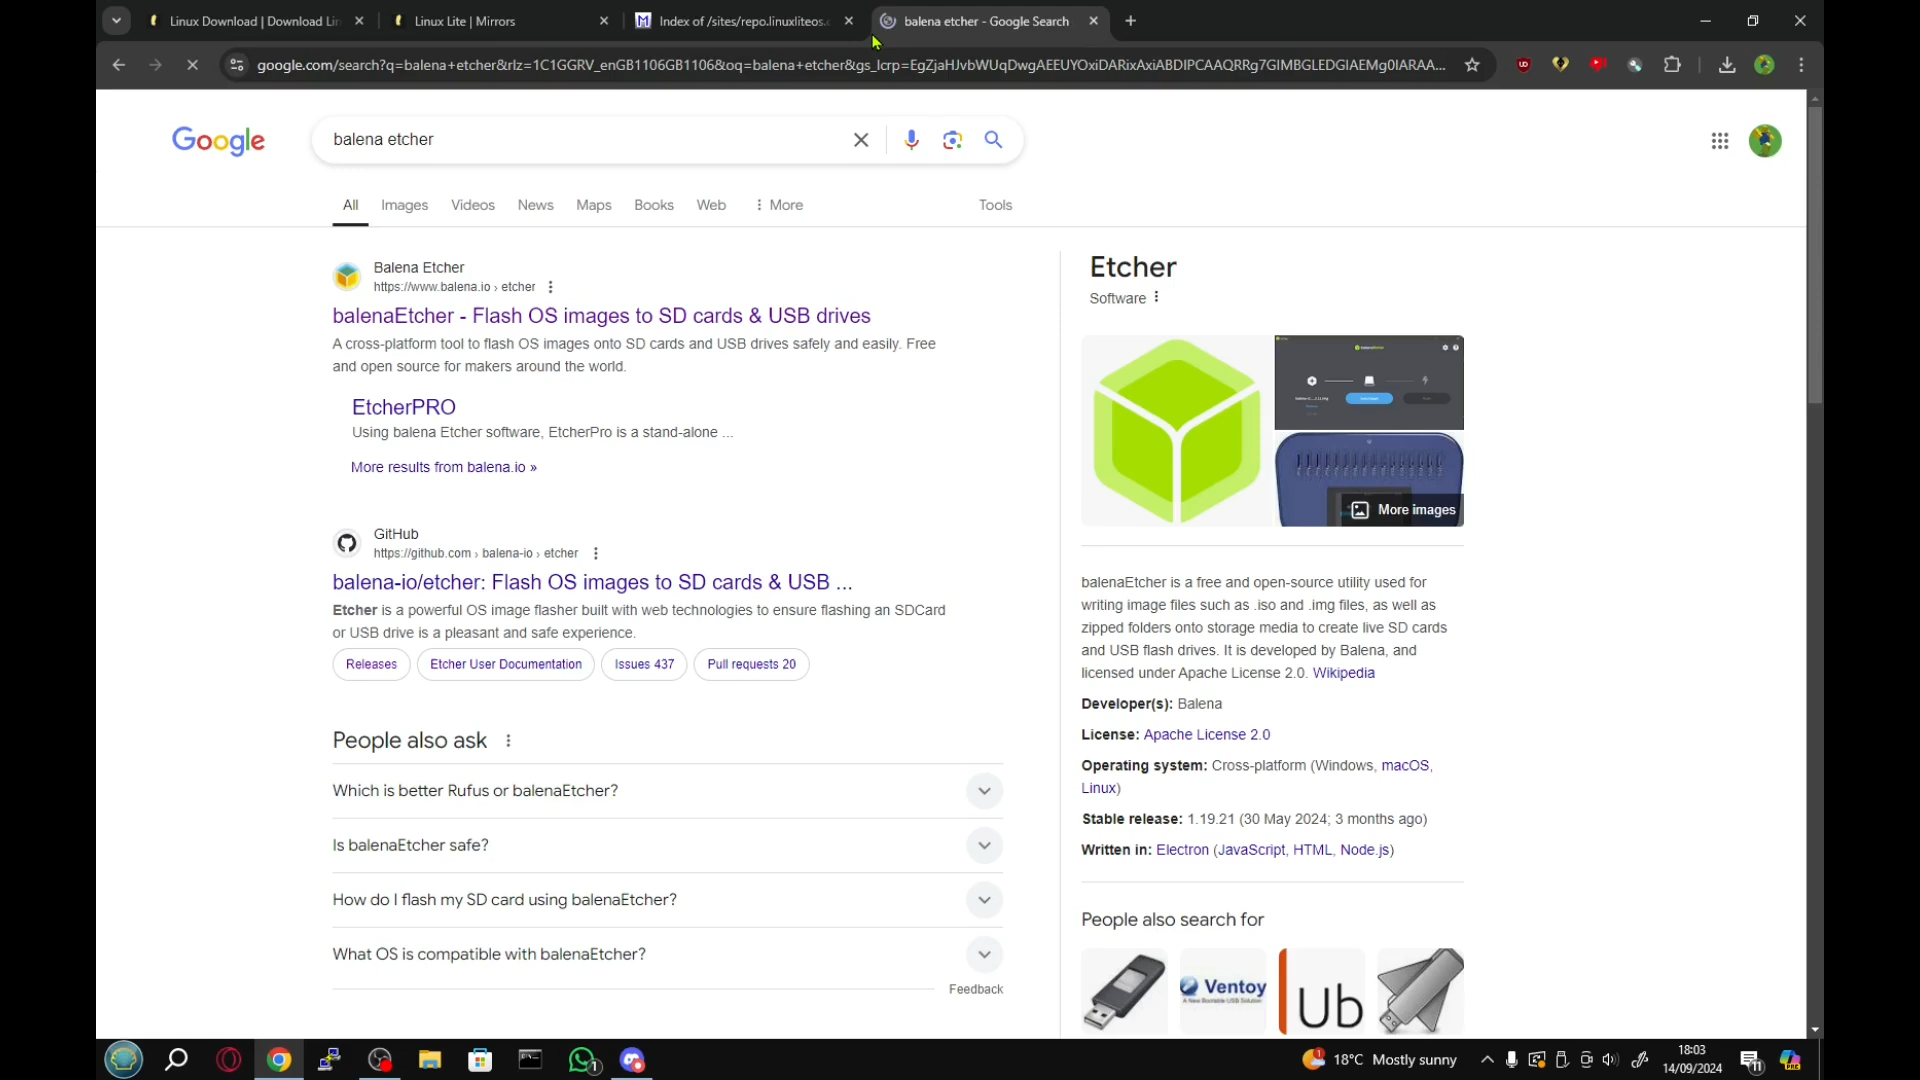 Linux Download | Download Lin
Linux Lite | Mirrors
Index of /sites/repo.linuxliteos.c
balena etcher - Google Search
google.com/search?q=balena+etcher&rlz=1C1GGRV_enGB1106GB1106&oq=balena+etcher&gs_lcrp=EgZjaHJvbWUqDwgAEEUYOxiDARixAxiABDIPCAAQRRg7GIMBGLEDGIAEMg0IARAA...
Google
balena etcher
All
Images
Videos
News
Maps
Books
Web
More
Tools
Balena Etcher
https://www.balena.io › etcher
balenaEtcher - Flash OS images to SD cards & USB drives
A cross-platform tool to flash OS images onto SD cards and USB drives safely and easily. Free
and open source for makers around the world.
EtcherPRO
Using balena Etcher software, EtcherPro is a stand-alone ...
More results from balena.io »
GitHub
https://github.com › balena-io › etcher
balena-io/etcher: Flash OS images to SD cards & USB ...
Etcher is a powerful OS image flasher built with web technologies to ensure flashing an SDCard
or USB drive is a pleasant and safe experience.
Releases
Etcher User Documentation
Issues 437
Pull requests 20
People also ask
Which is better Rufus or balenaEtcher?
Is balenaEtcher safe?
How do I flash my SD card using balenaEtcher?
What OS is compatible with balenaEtcher?
Feedback
Etcher
Software
More images
balenaEtcher is a free and open-source utility used for
writing image files such as .iso and .img files, as well as
zipped folders onto storage media to create live SD cards
and USB flash drives. It is developed by Balena, and
licensed under Apache License 2.0. Wikipedia
Developer(s): Balena
License: Apache License 2.0
Operating system: Cross-platform (Windows, macOS,
Linux)
Stable release: 1.19.21 (30 May 2024; 3 months ago)
Written in: Electron (JavaScript, HTML, Node.js)
People also search for
Ventoy
Ub
18°C Mostly sunny
18:03
14/09/2024